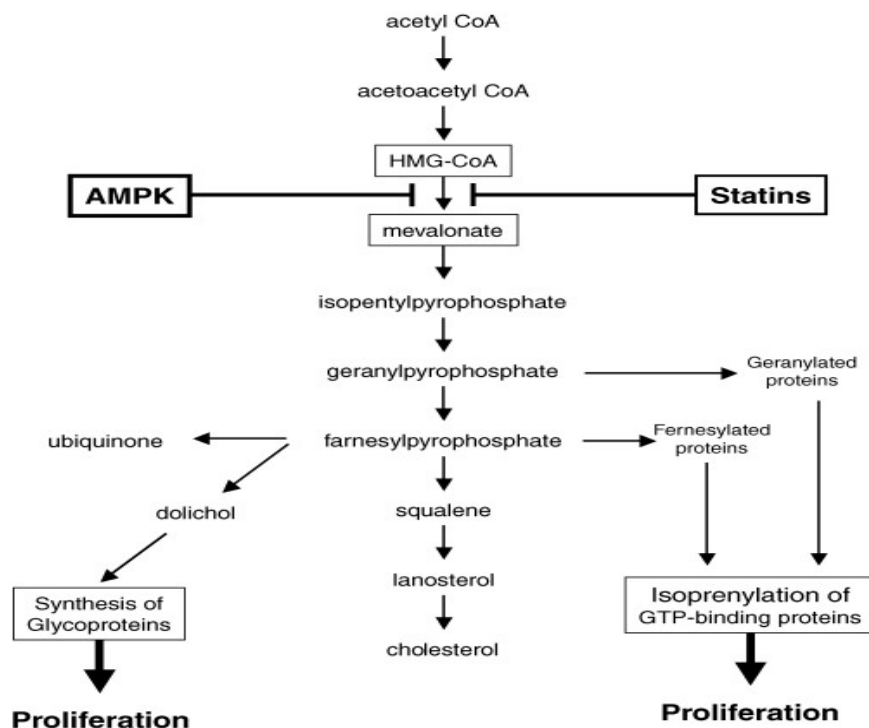 acetyl CoA
acetoacetyl CoA
HMG-CoA
AMPK
Statins
mevalonate
isopentylpyrophosphate
geranylpyrophosphate
Geranylated
proteins
ubiquinone
farnesylpyrophosphate
Fernesylated
proteins
dolichol
squalene
lanosterol
Synthesis of
Glycoproteins
Isoprenylation of
GTP-binding proteins
cholesterol
Proliferation
Proliferation